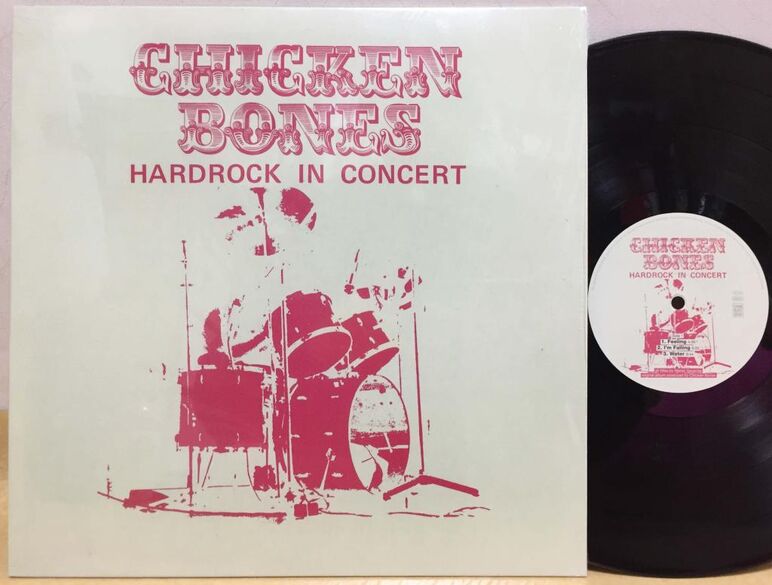 CHICKEN
BONES
HARDROCK IN CONCERT
CHICKEN
BONES
HARDROCK IN CONCERT
1. Feeling
2. I'm Falling
3. Water